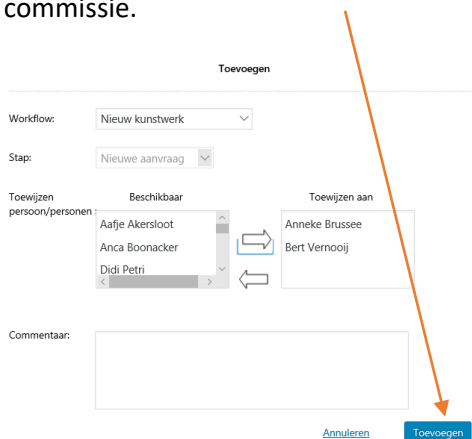 commissie.
Toevoegen
Workflow: Nieuw kunstwerk
Stap: Nieuwe aanvraag
Toewijzen persoon/personen :
Beschikbaar
Aafje Akersloot
Anca Boonacker
Didi Petri
Toewijzen aan
Anneke Brussee
Bert Vernooij
Commentaar:
Annuleren Toevoegen